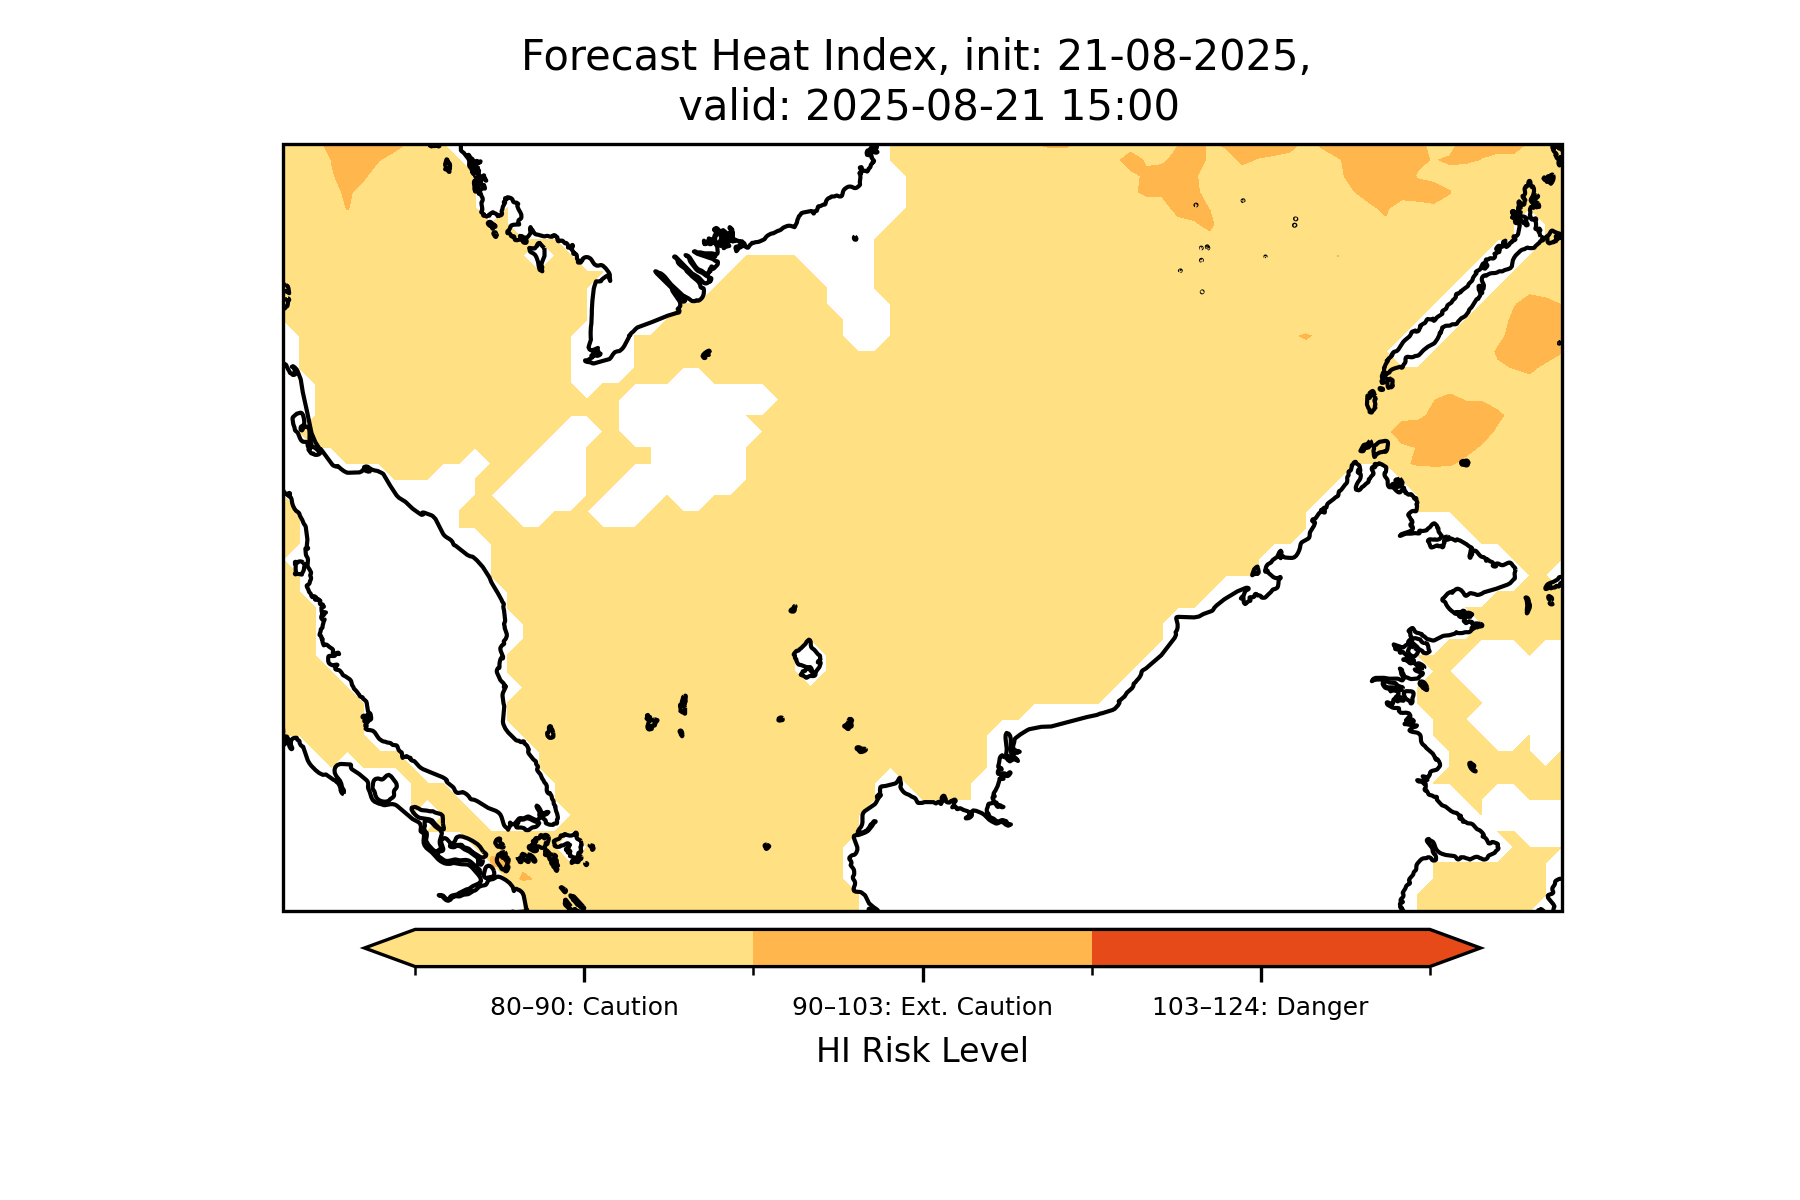 Forecast Heat Index, init: 21-08-2025,
valid: 2025-08-21 15:00
80–90: Caution
90–103: Ext. Caution
103–124: Danger
HI Risk Level